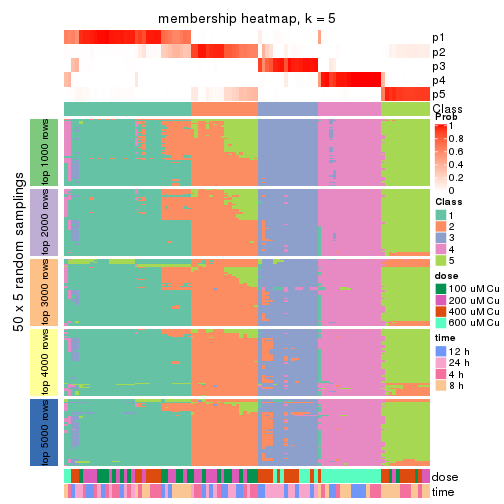 membership heatmap, k = 5
p1
p2
p3
p4
p5
Class
50 x 5 random samplings
top 1000 rows
top 2000 rows
top 3000 rows
top 4000 rows
top 5000 rows
dose
time
Prob
1
0.8
0.6
0.4
0.2
0
Class
1
2
3
4
5
dose
100 uM Cu
200 uM Cu
400 uM Cu
600 uM Cu
time
12 h
24 h
4 h
8 h